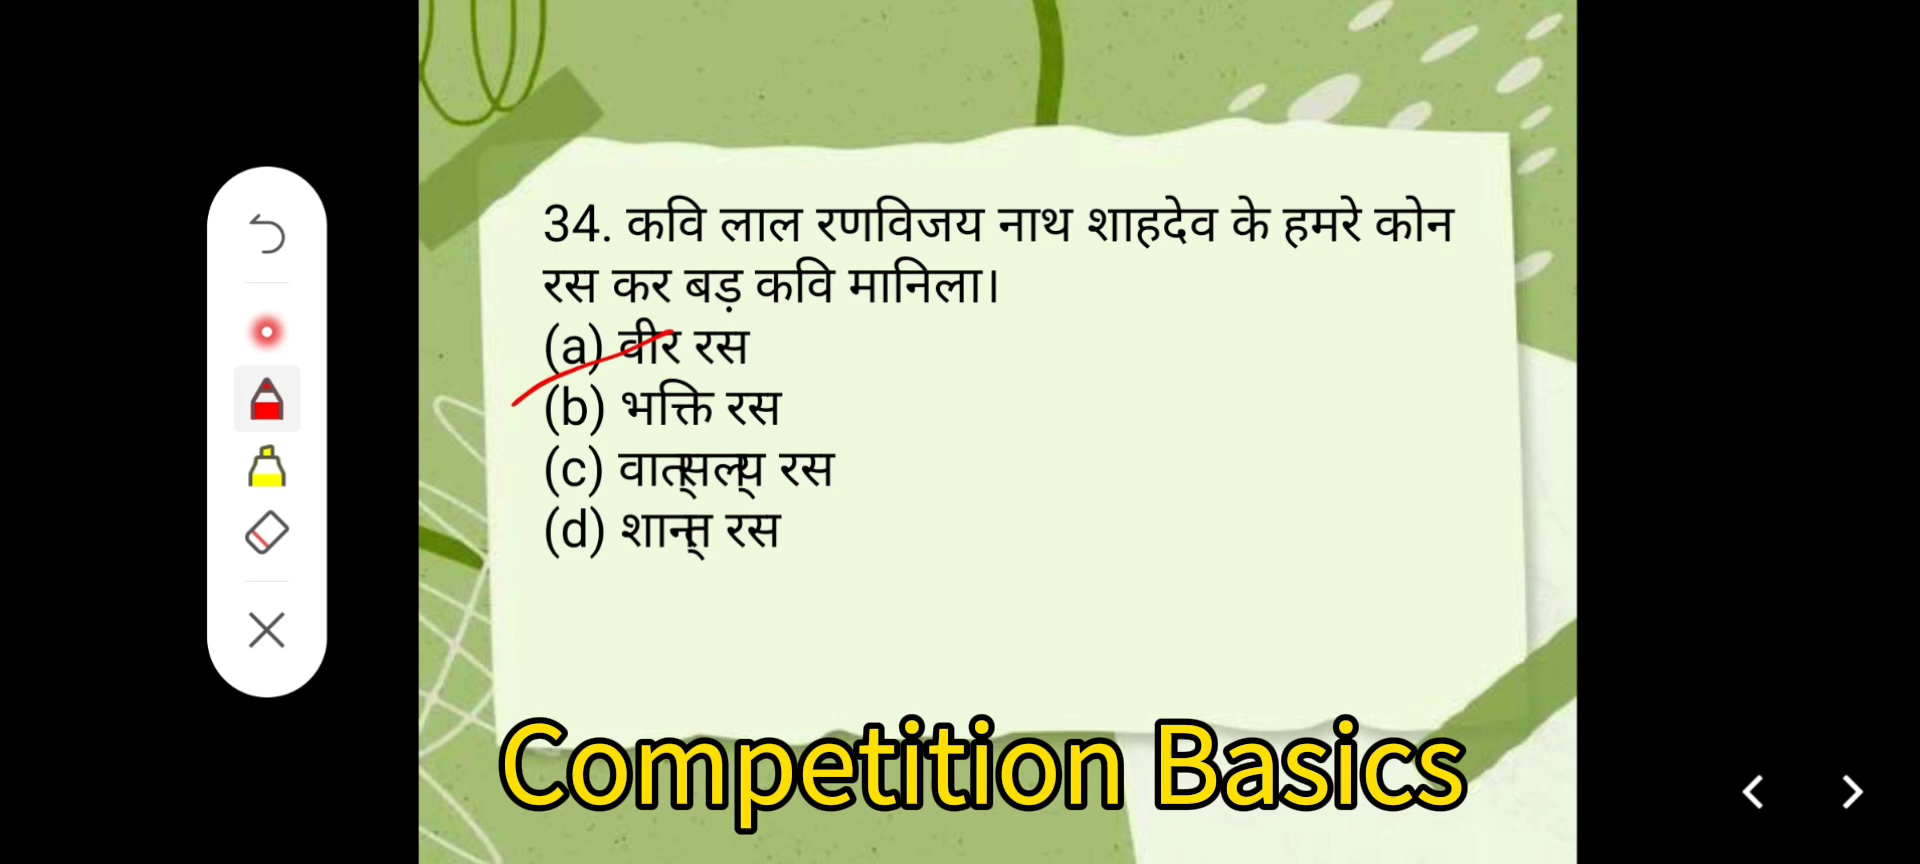 34. कवि लाल रणविजय नाथ शाहदेव के हमरे कोन
रस कर बड़ कवि मानिला।
(a) वीर रस
(b) भक्ति रस
(c) वात्सल्य रस
(d) शान्त रस
Competition Basics